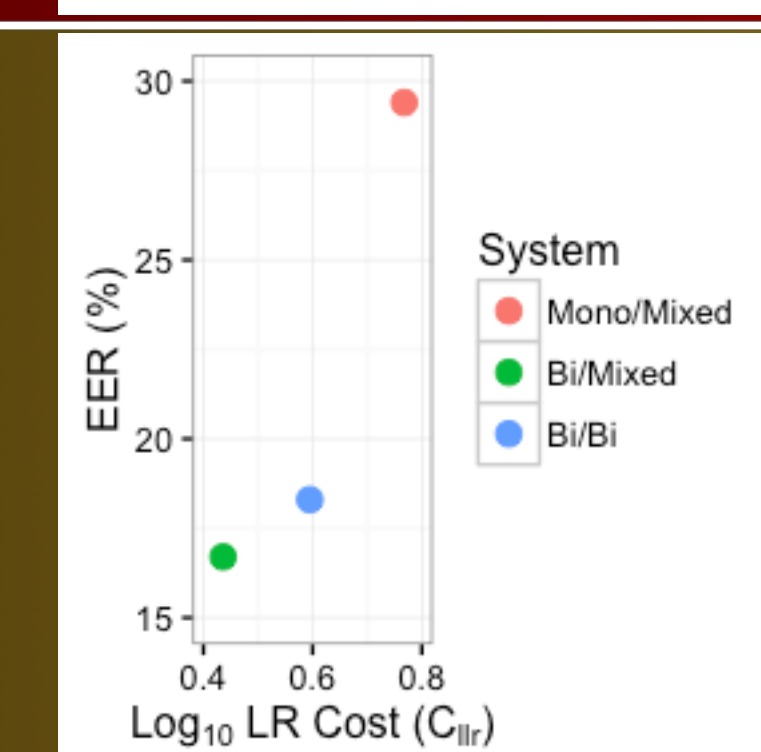 30
25
20
15
EER (%)
0.4 0.6 0.8
Log₁₀ LR Cost (Cllr)
System
Mono/Mixed
Bi/Mixed
Bi/Bi